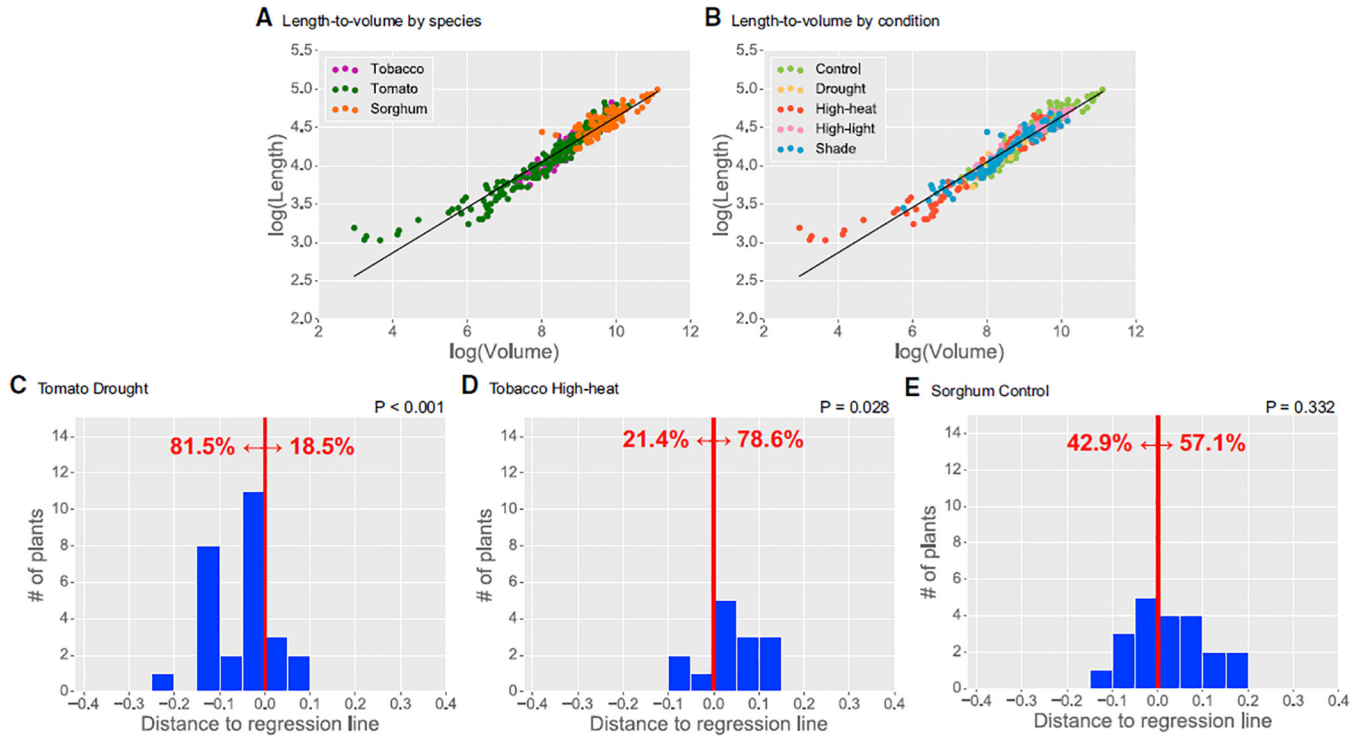 A Length-to-volume by species
5.5
5.0
4.5
4.0
3.5
3.0
2.5
2.0
log(Length)
Tobacco
Tomato
Sorghum
2 4 6 8 10 12
log(Volume)
B Length-to-volume by condition
5.5
5.0
4.5
4.0
3.5
3.0
2.5
2.0
log(Length)
Control
Drought
High-heat
High-light
Shade
2 4 6 8 10 12
log(Volume)
C Tomato Drought
P < 0.001
81.5% ↔ 18.5%
14
12
10
8
6
4
2
0
# of plants
−0.4 −0.3 −0.2 −0.1 0.0 0.1 0.2 0.3 0.4
Distance to regression line
D Tobacco High-heat
P = 0.028
21.4% ↔ 78.6%
14
12
10
8
6
4
2
0
# of plants
−0.4 −0.3 −0.2 −0.1 0.0 0.1 0.2 0.3 0.4
Distance to regression line
E Sorghum Control
P = 0.332
42.9% ↔ 57.1%
14
12
10
8
6
4
2
0
# of plants
−0.4 −0.3 −0.2 −0.1 0.0 0.1 0.2 0.3 0.4
Distance to regression line